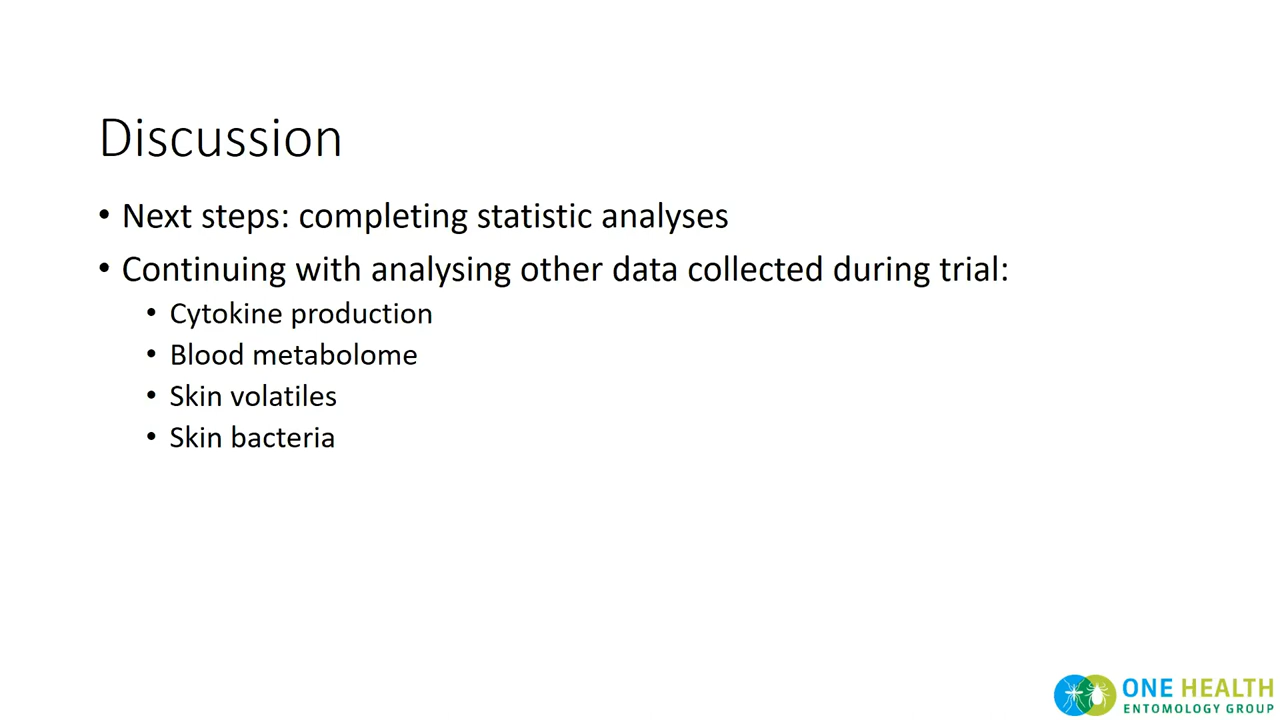 Discussion
• Next steps: completing statistic analyses
• Continuing with analysing other data collected during trial:
• Cytokine production
• Blood metabolome
• Skin volatiles
• Skin bacteria
ONE HEALTH
ENTOMOLOGY GROUP